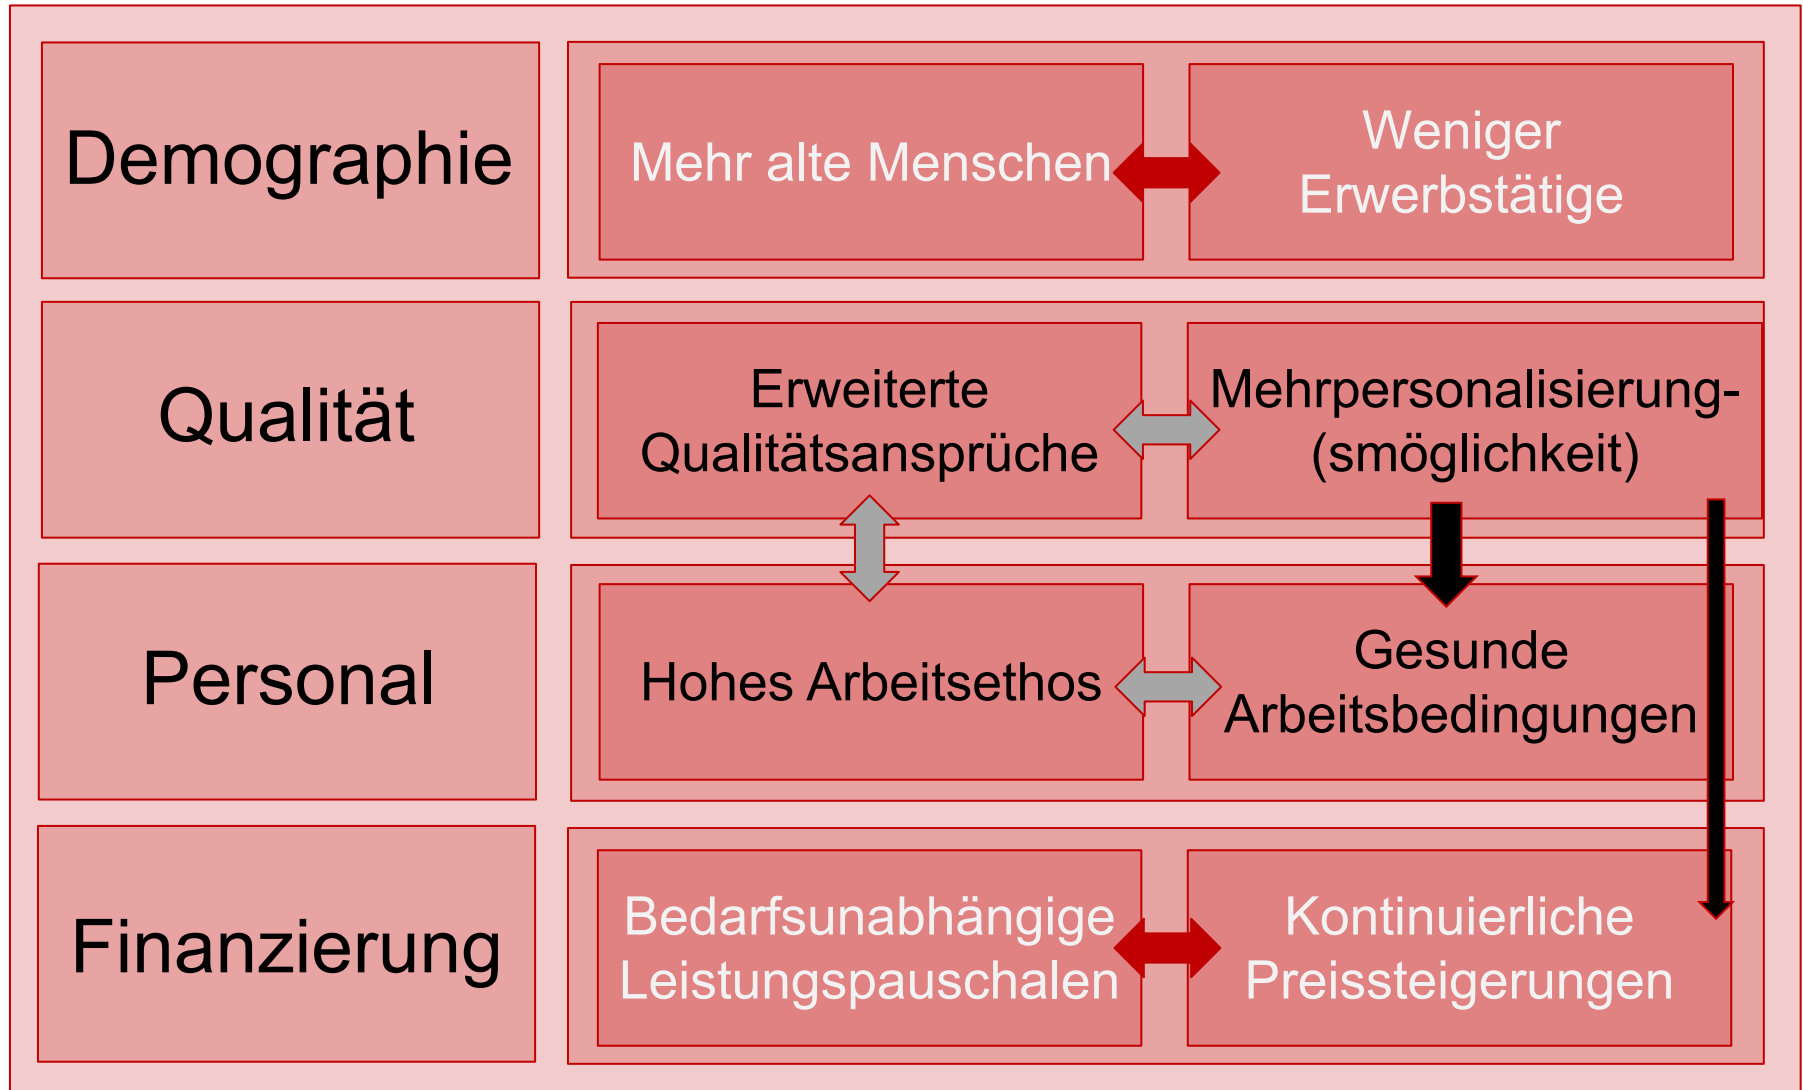 Demographie
Mehr alte Menschen
Weniger
Erwerbstätige
Qualität
Erweiterte
Qualitätsansprüche
Mehrpersonalisierung-
(smöglichkeit)
Personal
Hohes Arbeitsethos
Gesunde
Arbeitsbedingungen
Finanzierung
Bedarfsunabhängige
Leistungspauschalen
Kontinuierliche
Preissteigerungen